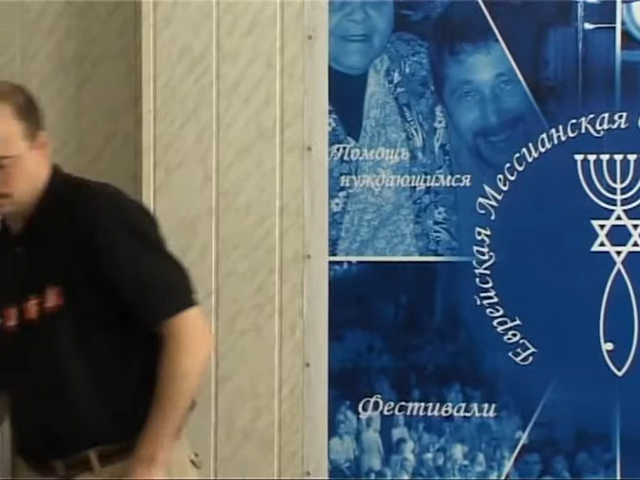 Помощь
нуждающимся
Еврейская Мессианская
Фестивали